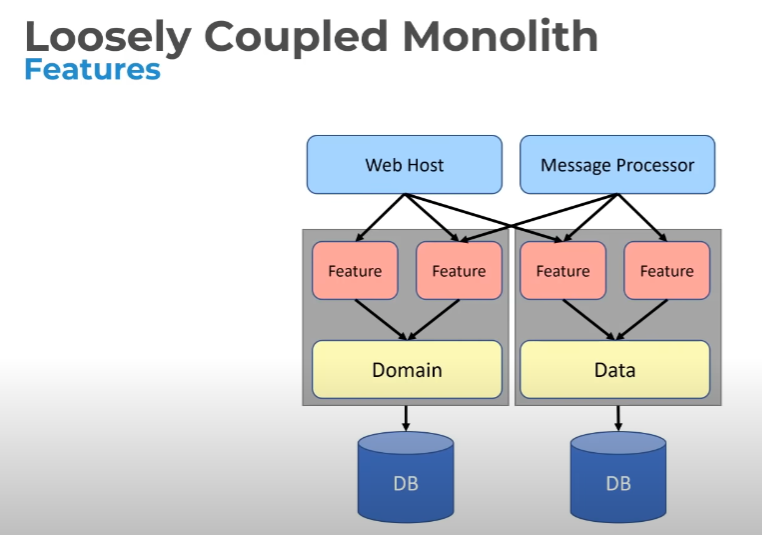 Loosely Coupled Monolith
Features
Web Host
Message Processor
Feature
Feature
Feature
Feature
Domain
Data
DB
DB